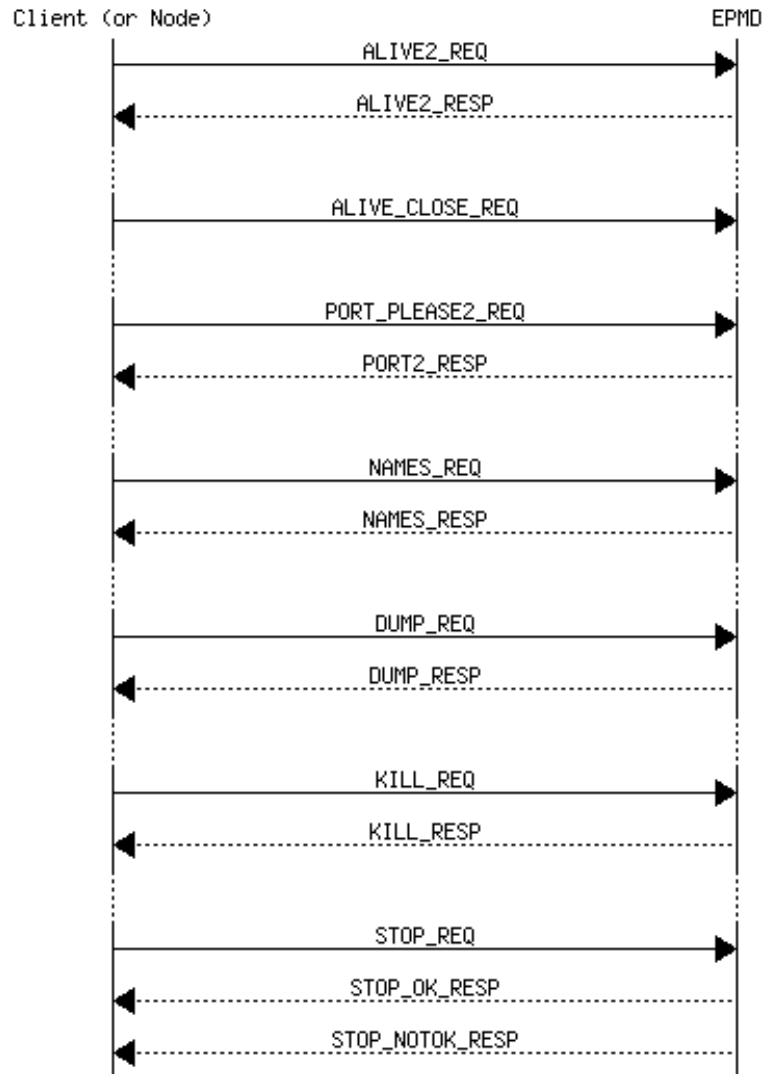 Client (or Node) EPMD
ALIVE2_REQ
ALIVE2_RESP
ALIVE_CLOSE_REQ
PORT_PLEASE2_REQ
PORT2_RESP
NAMES_REQ
NAMES_RESP
DUMP_REQ
DUMP_RESP
KILL_REQ
KILL_RESP
STOP_REQ
STOP_OK_RESP
STOP_NOTOK_RESP